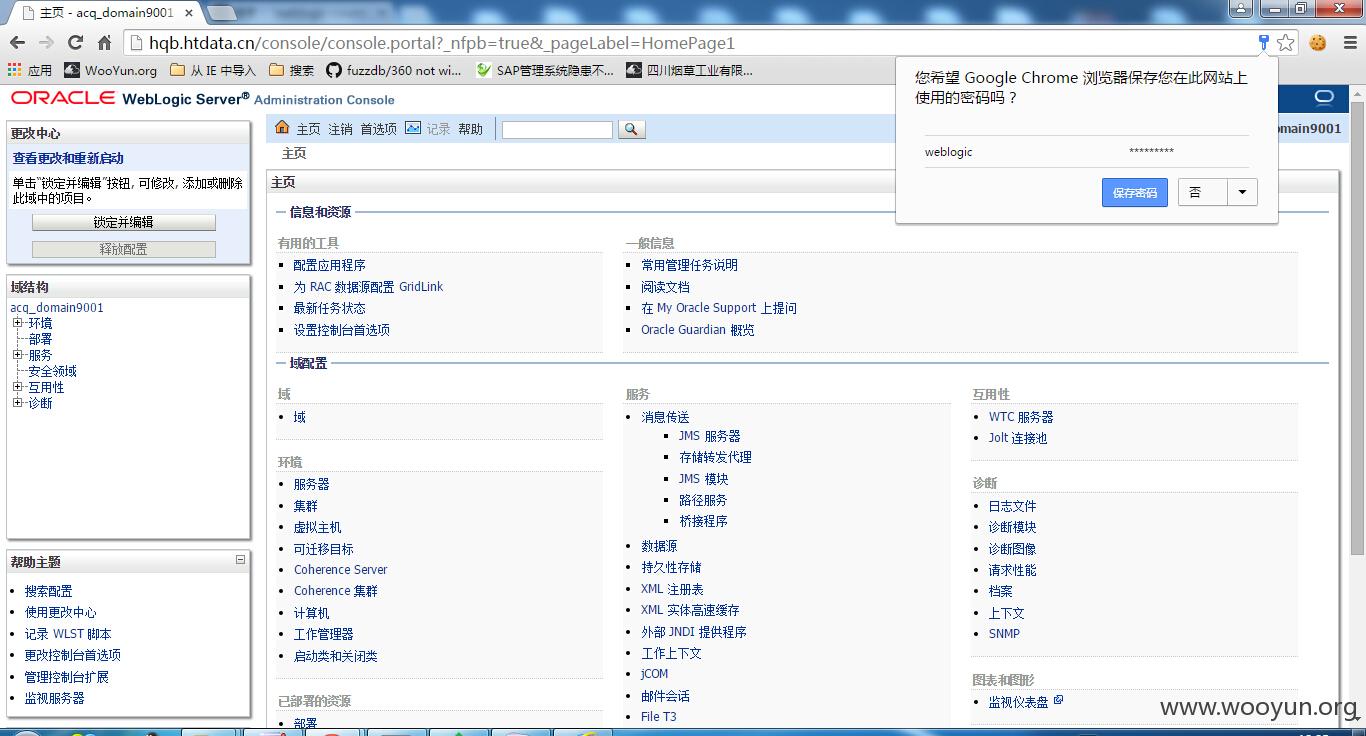 主页 - acq_domain9001
hqb.htdata.cn/console/console.portal?_nfpb=true&_pageLabel=HomePage1
应用 WooYun.org 从 IE 中导入 搜索 fuzzdb/360 not wi... SAP管理系统隐患不... 四川烟草工业有限...
您希望 Google Chrome 浏览器保存您在此网站上
使用的密码吗？
weblogic *********
保存密码 否
ORACLE WebLogic Server® Administration Console
更改中心
查看更改和重新启动
单击“锁定并编辑”按钮, 可修改, 添加或删除
此域中的项目。
锁定并编辑
释放配置
域结构
acq_domain9001
环境
部署
服务
安全领域
互用性
诊断
帮助主题
搜索配置
使用更改中心
记录 WLST 脚本
更改控制台首选项
管理控制台扩展
监视服务器
主页 注销 首选项 记录 帮助
omain9001
主页
主页
信息和资源
有用的工具
配置应用程序
为 RAC 数据源配置 GridLink
最新任务状态
设置控制台首选项
一般信息
常用管理任务说明
阅读文档
在 My Oracle Support 上提问
Oracle Guardian 概览
域配置
域
域
环境
服务器
集群
虚拟主机
可迁移目标
Coherence Server
Coherence 集群
计算机
工作管理器
启动类和关闭类
已部署的资源
部署
服务
消息传送
JMS 服务器
存储转发代理
JMS 模块
路径服务
桥接程序
数据源
持久性存储
XML 注册表
XML 实体高速缓存
外部 JNDI 提供程序
工作上下文
jCOM
邮件会话
File T3
互用性
WTC 服务器
Jolt 连接池
诊断
日志文件
诊断模块
诊断图像
请求性能
档案
上下文
SNMP
图表和图形
监视仪表盘
www.wooyun.org